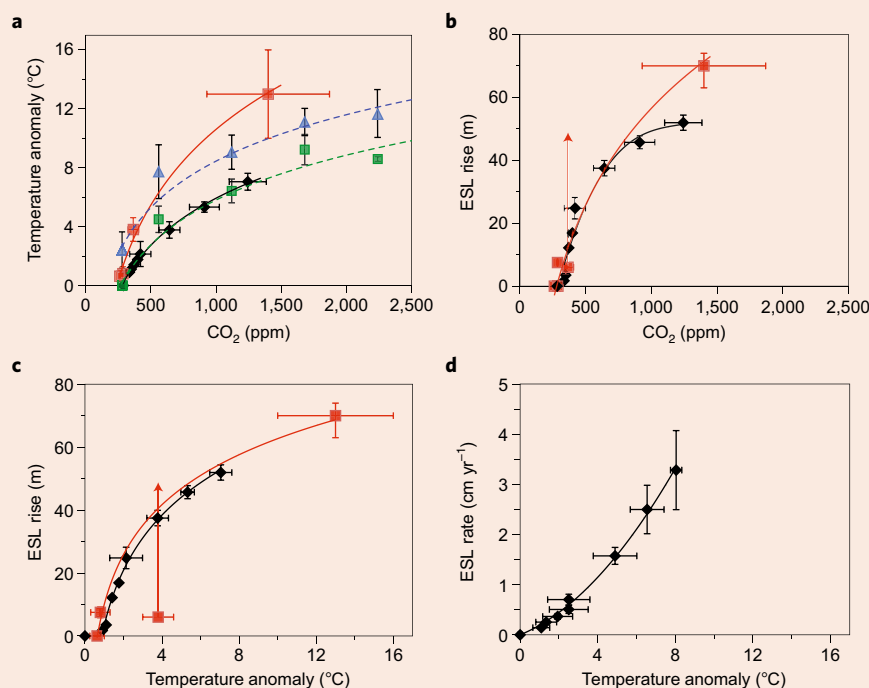 a
16
12
8
4
0
Temperature anomaly (°C)
0 500 1,000 1,500 2,000 2,500
CO2 (ppm)
b
80
60
40
20
0
ESL rise (m)
0 500 1,000 1,500 2,000 2,500
CO2 (ppm)
c
80
60
40
20
0
ESL rise (m)
0 4 8 12 16
Temperature anomaly (°C)
d
5
4
3
2
1
0
ESL rate (cm yr−1)
0 4 8 12 16
Temperature anomaly (°C)